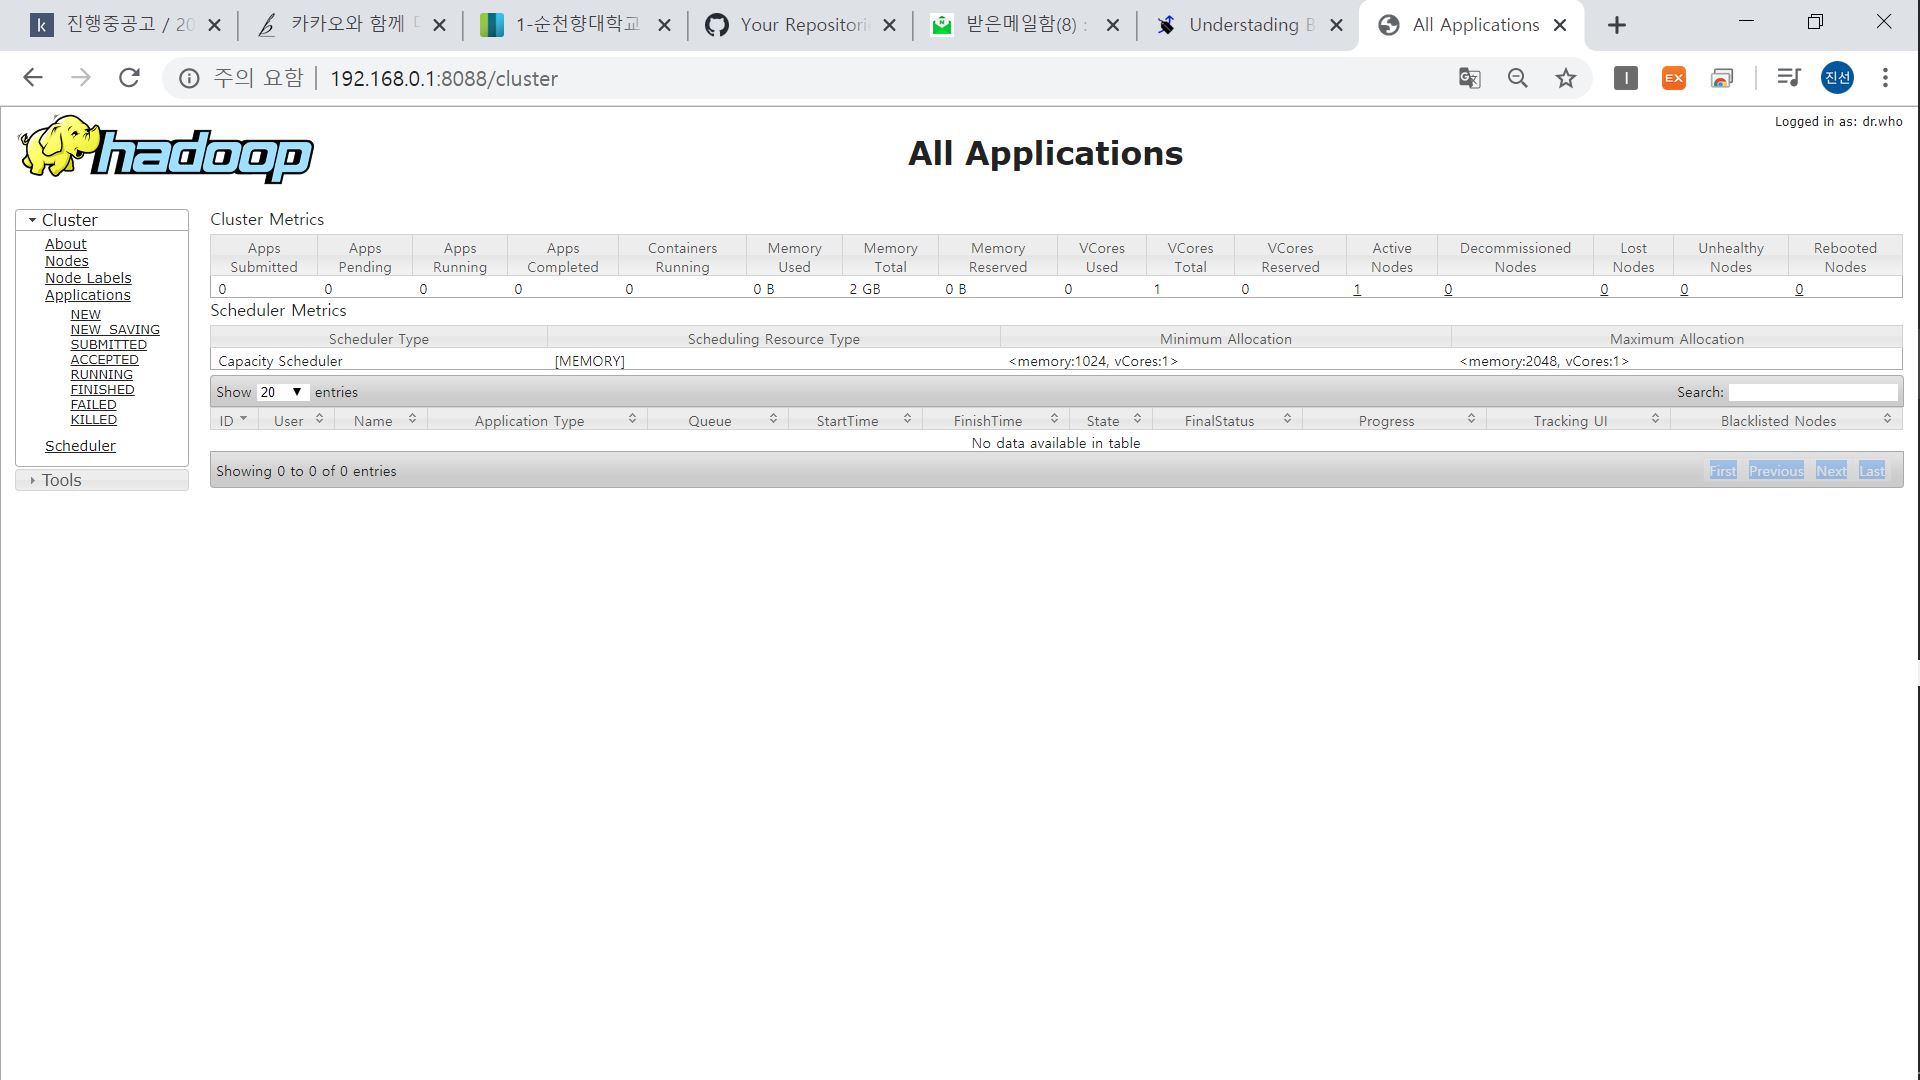 k 진행중공고 / 20 카카오와 함께 1-순천향대학교 Your Repositori 받은메일함(8) : Understading B All Applications
주의 요함 192.168.0.1:8088/cluster EX 진선
Logged in as: dr.who
hadoop
All Applications
Cluster
About
Nodes
Node Labels
Applications
NEW
NEW_SAVING
SUBMITTED
ACCEPTED
RUNNING
FINISHED
FAILED
KILLED
Scheduler
Tools
Cluster Metrics
Apps Submitted Apps Pending Apps Running Apps Completed Containers Running Memory Used Memory Total Memory Reserved VCores Used VCores Total VCores Reserved Active Nodes Decommissioned Nodes Lost Nodes Unhealthy Nodes Rebooted Nodes
0 0 0 0 0 0 B 2 GB 0 B 0 1 0 1 0 0 0 0
Scheduler Metrics
Scheduler Type Scheduling Resource Type Minimum Allocation Maximum Allocation
Capacity Scheduler [MEMORY] <memory:1024, vCores:1> <memory:2048, vCores:1>
Show 20 entries Search:
ID User Name Application Type Queue StartTime FinishTime State FinalStatus Progress Tracking UI Blacklisted Nodes
No data available in table
Showing 0 to 0 of 0 entries First Previous Next Last